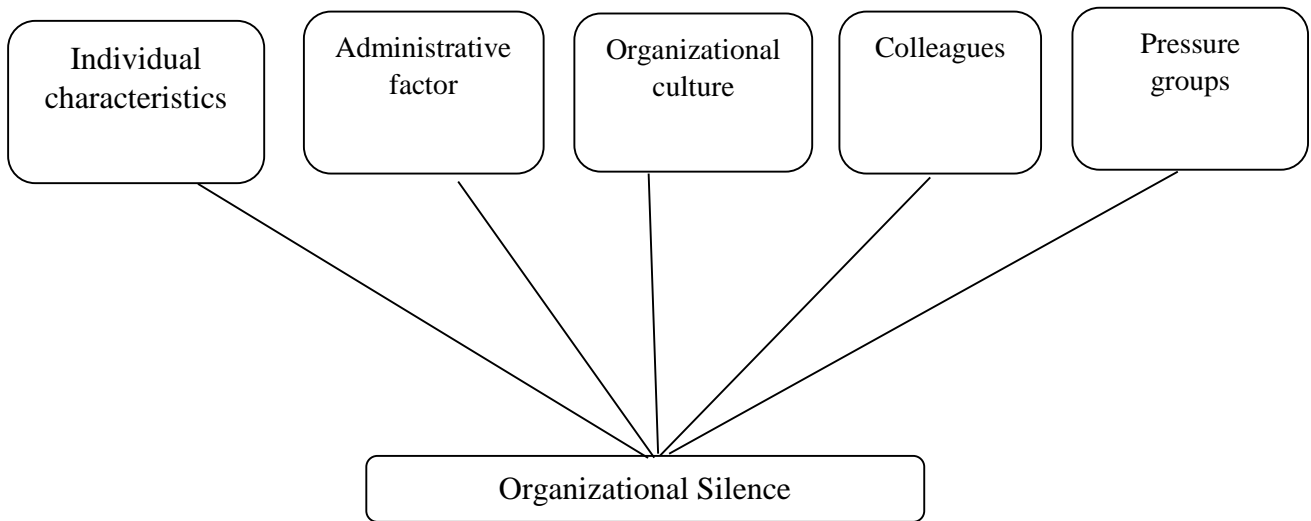 Individual
characteristics
Administrative
factor
Organizational
culture
Colleagues
Pressure
groups
Organizational Silence